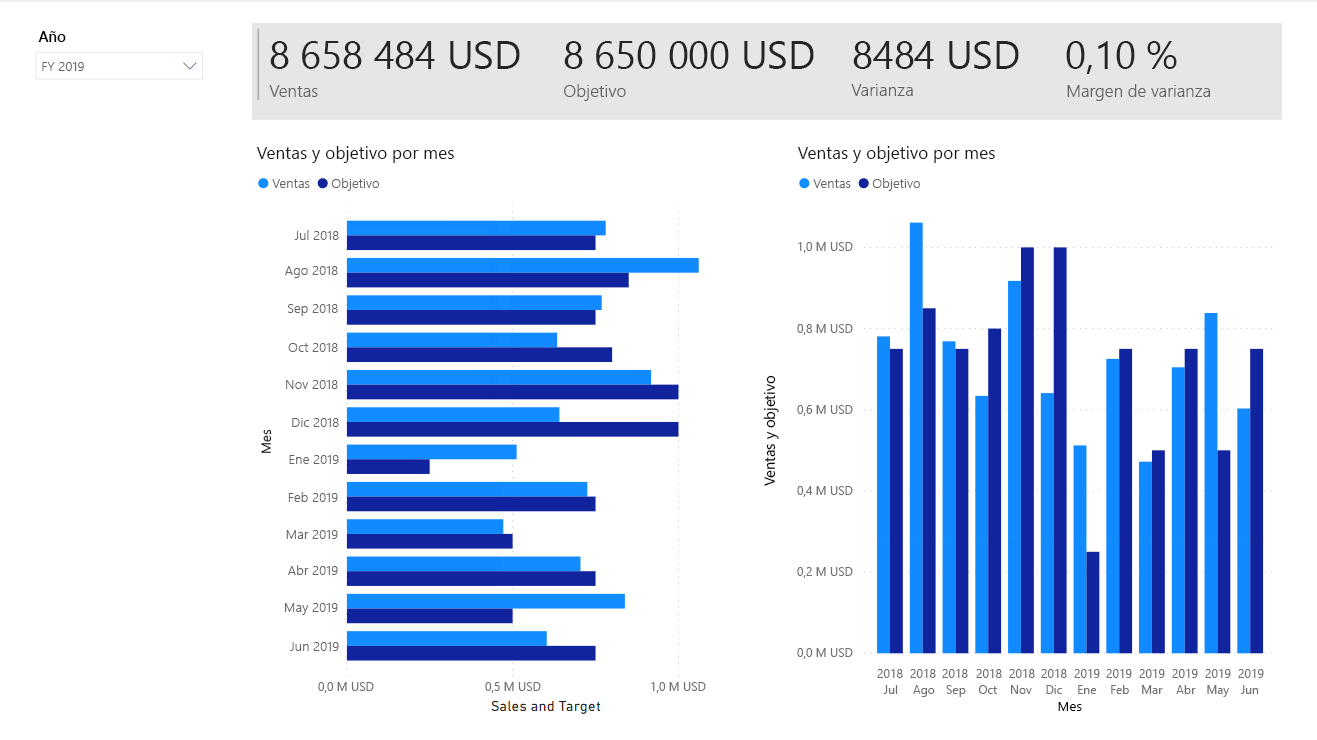 Año
FY 2019
8 658 484 USD
Ventas
8 650 000 USD
Objetivo
8484 USD
Varianza
0,10 %
Margen de varianza
Ventas y objetivo por mes
Ventas Objetivo
Mes
Jul 2018
Ago 2018
Sep 2018
Oct 2018
Nov 2018
Dic 2018
Ene 2019
Feb 2019
Mar 2019
Abr 2019
May 2019
Jun 2019
0,0 M USD 0,5 M USD 1,0 M USD
Sales and Target
Ventas y objetivo por mes
Ventas Objetivo
Ventas y objetivo
1,0 M USD
0,8 M USD
0,6 M USD
0,4 M USD
0,2 M USD
0,0 M USD
2018 2018 2018 2018 2018 2018 2019 2019 2019 2019 2019 2019
Jul Ago Sep Oct Nov Dic Ene Feb Mar Abr May Jun
Mes